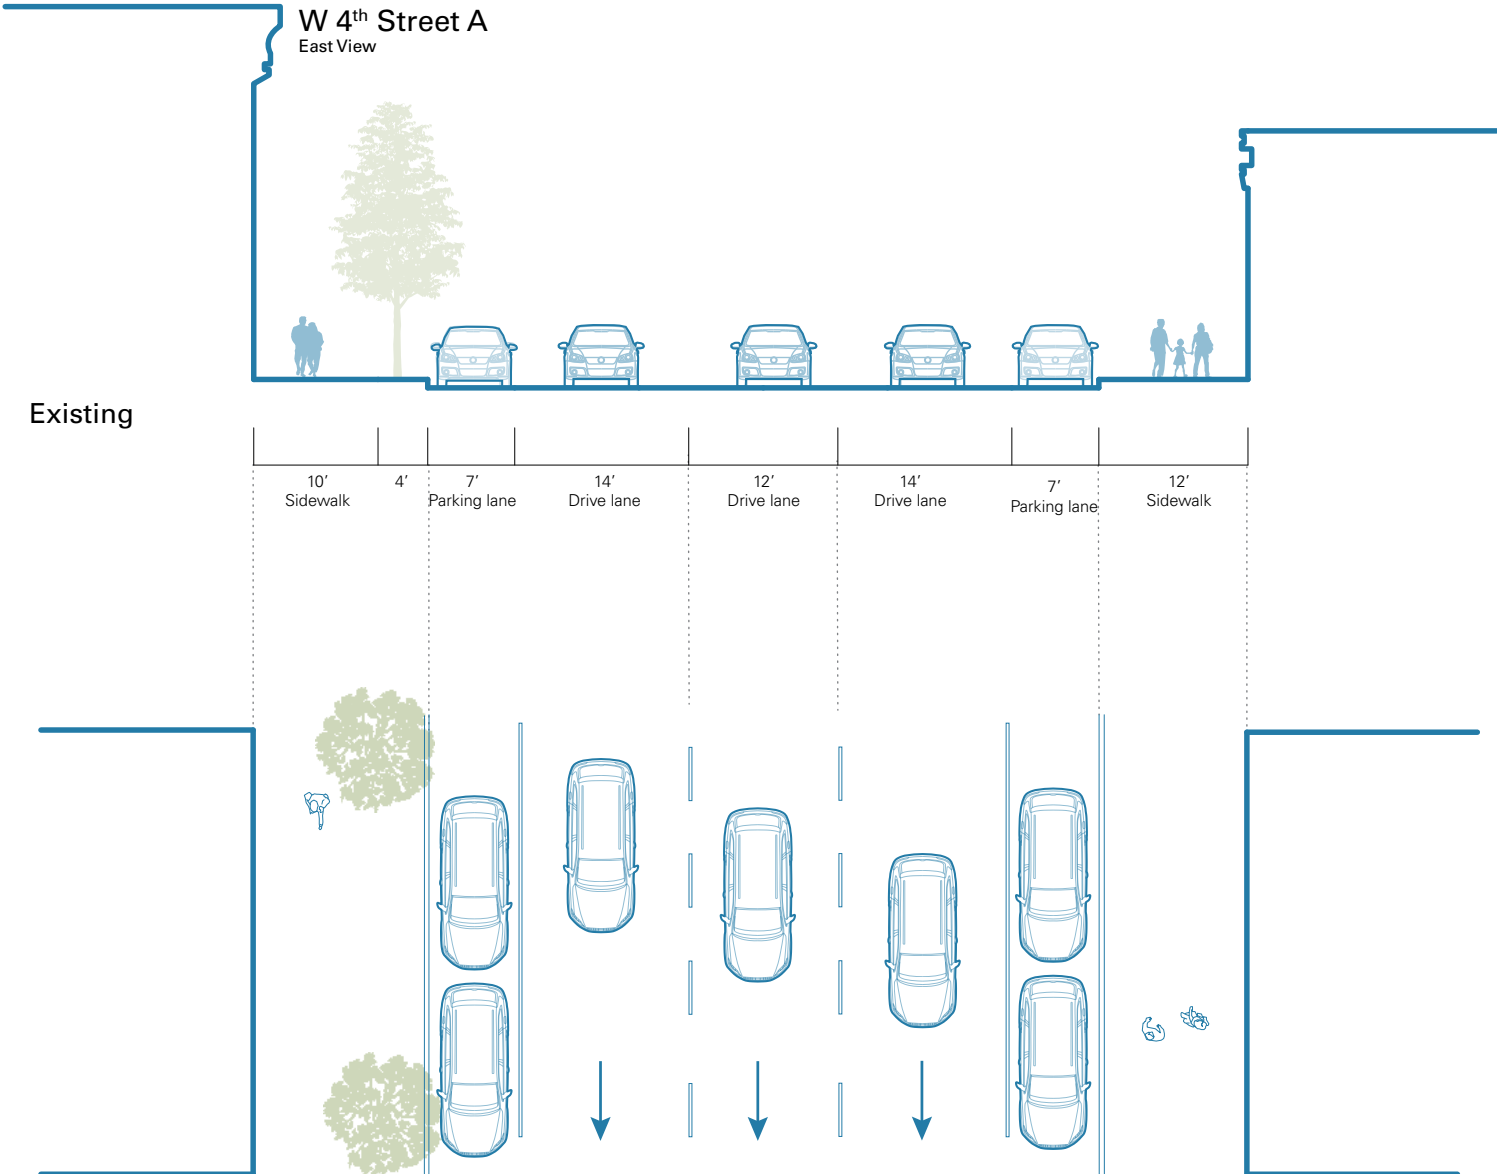 W 4th Street A
East View
Existing
10′ 4′ 7′ 14′ 12′ 14′ 7′ 12′
Sidewalk Parking lane Drive lane Drive lane Drive lane Parking lane Sidewalk